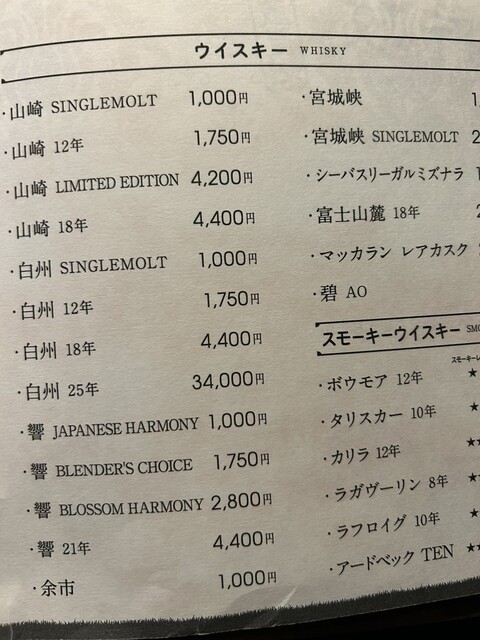 ウイスキー WHISKY
・山崎 SINGLEMOLT 1,000円
・山崎 12年 1,750円
・山崎 LIMITED EDITION 4,200円
・山崎 18年 4,400円
・白州 SINGLEMOLT 1,000円
・白州 12年 1,750円
・白州 18年 4,400円
・白州 25年 34,000円
・響 JAPANESE HARMONY 1,000円
・響 BLENDER'S CHOICE 1,750円
・響 BLOSSOM HARMONY 2,800円
・響 21年 4,400円
・余市 1,000円
・宮城峡
・宮城峡 SINGLEMOLT
・シーバスリーガルミズナラ
・富士山麓 18年
・マッカラン レアカスク
・碧 AO
スモーキーウイスキー SMO
スモーキーレ
・ボウモア 12年 ★
・タリスカー 10年 ★
・カリラ 12年 ★
・ラガヴーリン 8年 ★
・ラフロイグ 10年 ★
・アードベック TEN ★